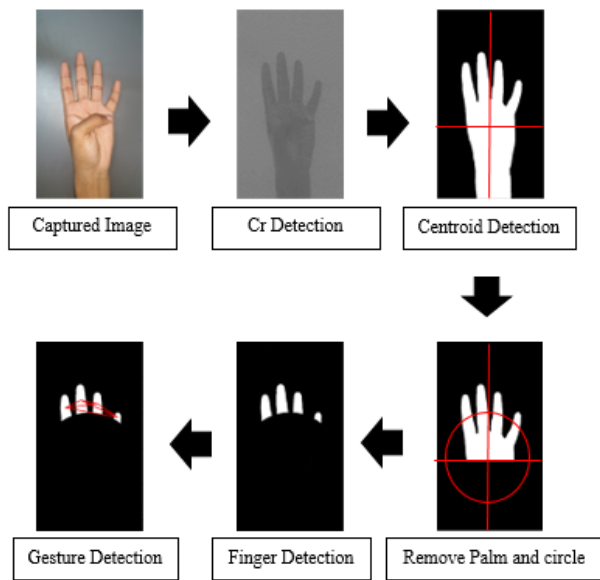 Captured Image
Cr Detection
Centroid Detection
Gesture Detection
Finger Detection
Remove Palm and circle